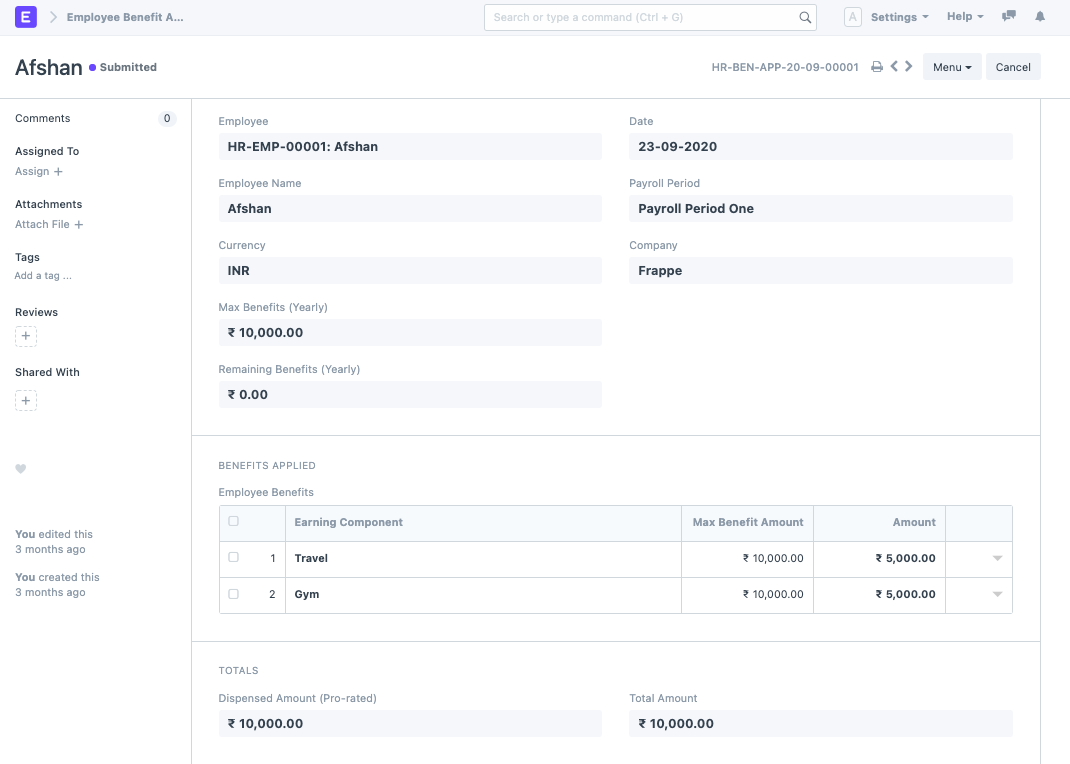 E
Employee Benefit A...
Search or type a command (Ctrl + G)
A
Settings
Help
Afshan
Submitted
HR-BEN-APP-20-09-00001
Menu
Cancel
Comments
0
Assigned To
Assign +
Attachments
Attach File +
Tags
Add a tag ...
Reviews
+
Shared With
+
You edited this
3 months ago
You created this
3 months ago
Employee
HR-EMP-00001: Afshan
Date
23-09-2020
Employee Name
Afshan
Payroll Period
Payroll Period One
Currency
INR
Company
Frappe
Max Benefits (Yearly)
₹ 10,000.00
Remaining Benefits (Yearly)
₹ 0.00
BENEFITS APPLIED
Employee Benefits
Earning Component Max Benefit Amount Amount
1 Travel ₹ 10,000.00 ₹ 5,000.00
2 Gym ₹ 10,000.00 ₹ 5,000.00
TOTALS
Dispensed Amount (Pro-rated)
₹ 10,000.00
Total Amount
₹ 10,000.00